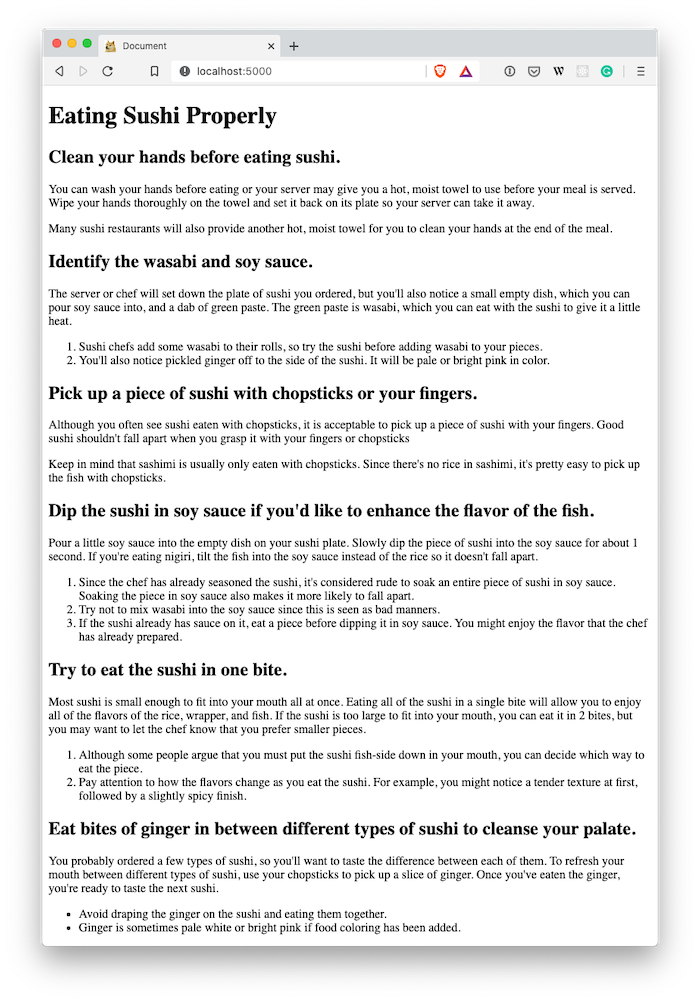 Document
localhost:5000
W
Eating Sushi Properly
Clean your hands before eating sushi.
You can wash your hands before eating or your server may give you a hot, moist towel to use before your meal is served.
Wipe your hands thoroughly on the towel and set it back on its plate so your server can take it away.
Many sushi restaurants will also provide another hot, moist towel for you to clean your hands at the end of the meal.
Identify the wasabi and soy sauce.
The server or chef will set down the plate of sushi you ordered, but you'll also notice a small empty dish, which you can
pour soy sauce into, and a dab of green paste. The green paste is wasabi, which you can eat with the sushi to give it a little
heat.
1. Sushi chefs add some wasabi to their rolls, so try the sushi before adding wasabi to your pieces.
2. You'll also notice pickled ginger off to the side of the sushi. It will be pale or bright pink in color.
Pick up a piece of sushi with chopsticks or your fingers.
Although you often see sushi eaten with chopsticks, it is acceptable to pick up a piece of sushi with your fingers. Good
sushi shouldn't fall apart when you grasp it with your fingers or chopsticks
Keep in mind that sashimi is usually only eaten with chopsticks. Since there's no rice in sashimi, it's pretty easy to pick up
the fish with chopsticks.
Dip the sushi in soy sauce if you'd like to enhance the flavor of the fish.
Pour a little soy sauce into the empty dish on your sushi plate. Slowly dip the piece of sushi into the soy sauce for about 1
second. If you're eating nigiri, tilt the fish into the soy sauce instead of the rice so it doesn't fall apart.
1. Since the chef has already seasoned the sushi, it's considered rude to soak an entire piece of sushi in soy sauce.
Soaking the piece in soy sauce also makes it more likely to fall apart.
2. Try not to mix wasabi into the soy sauce since this is seen as bad manners.
3. If the sushi already has sauce on it, eat a piece before dipping it in soy sauce. You might enjoy the flavor that the chef
has already prepared.
Try to eat the sushi in one bite.
Most sushi is small enough to fit into your mouth all at once. Eating all of the sushi in a single bite will allow you to enjoy
all of the flavors of the rice, wrapper, and fish. If the sushi is too large to fit into your mouth, you can eat it in 2 bites, but
you may want to let the chef know that you prefer smaller pieces.
1. Although some people argue that you must put the sushi fish-side down in your mouth, you can decide which way to
eat the piece.
2. Pay attention to how the flavors change as you eat the sushi. For example, you might notice a tender texture at first,
followed by a slightly spicy finish.
Eat bites of ginger in between different types of sushi to cleanse your palate.
You probably ordered a few types of sushi, so you'll want to taste the difference between each of them. To refresh your
mouth between different types of sushi, use your chopsticks to pick up a slice of ginger. Once you've eaten the ginger,
you're ready to taste the next sushi.
• Avoid draping the ginger on the sushi and eating them together.
• Ginger is sometimes pale white or bright pink if food coloring has been added.